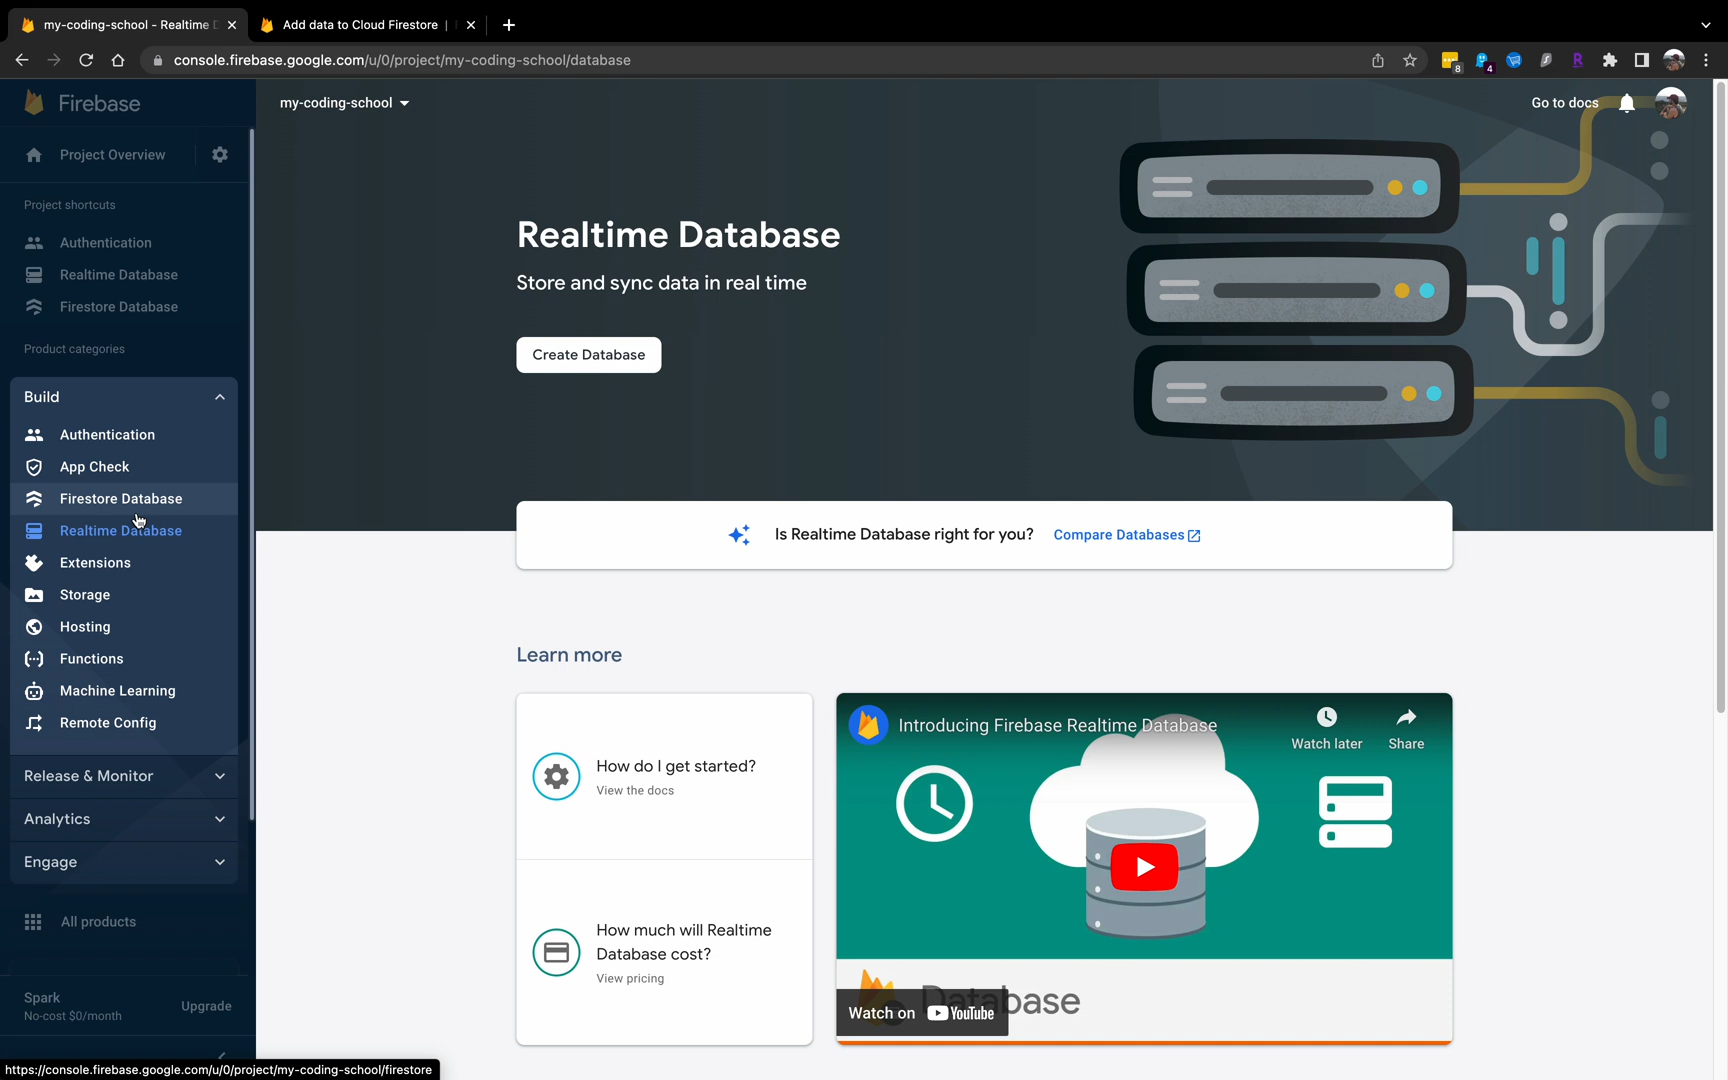 my-coding-school - Realtime D
Add data to Cloud Firestore |
console.firebase.google.com/u/0/project/my-coding-school/database
8
4
R
Firebase
my-coding-school
Go to docs
Project Overview
Project shortcuts
Authentication
Realtime Database
Firestore Database
Product categories
Build
Authentication
App Check
Firestore Database
Realtime Database
Extensions
Storage
Hosting
Functions
Machine Learning
Remote Config
Release & Monitor
Analytics
Engage
All products
Spark
No-cost $0/month
Upgrade
Realtime Database
Store and sync data in real time
Create Database
Is Realtime Database right for you? Compare Databases
Learn more
How do I get started?
View the docs
How much will Realtime
Database cost?
View pricing
Introducing Firebase Realtime Database
Watch later
Share
Database
Watch on YouTube
https://console.firebase.google.com/u/0/project/my-coding-school/firestore